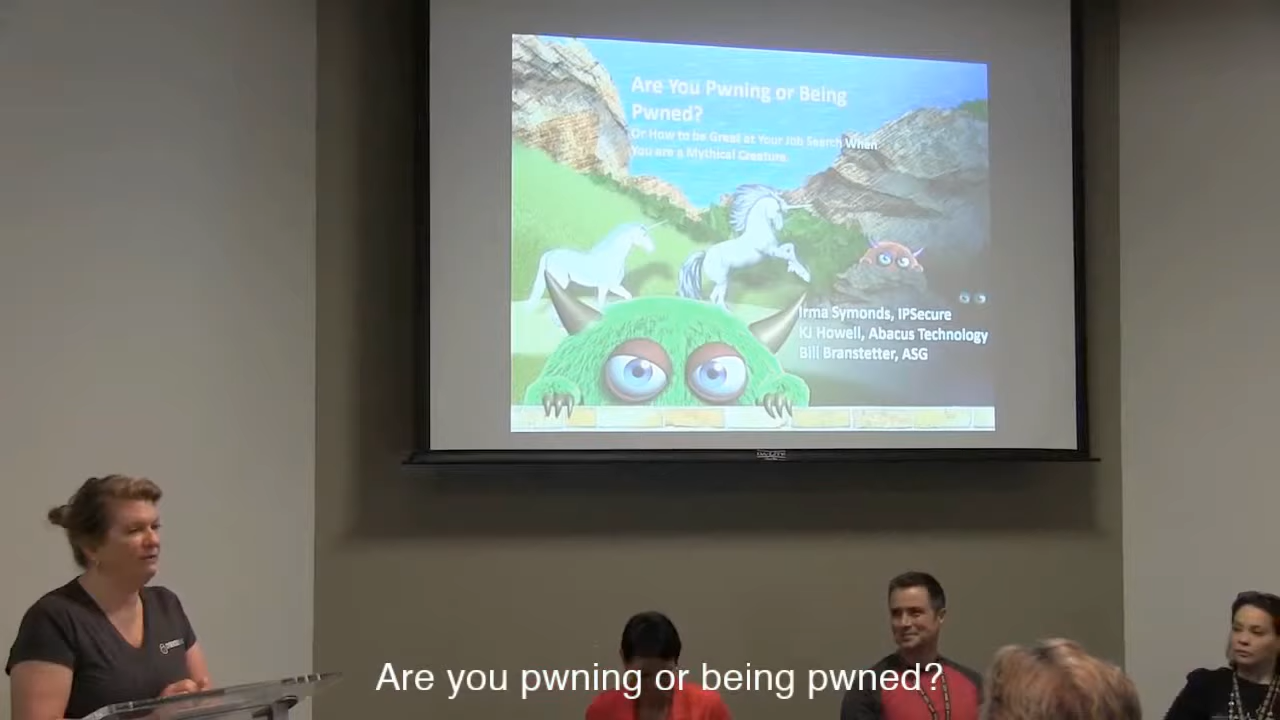 Are You Pwning or Being
Pwned?
Or How to be Great at Your Job Search When
You are a Mythical Creature.
Irma Symonds, IPSecure
KJ Howell, Abacus Technology
Bill Branstetter, ASG
Are you pwning or being pwned?